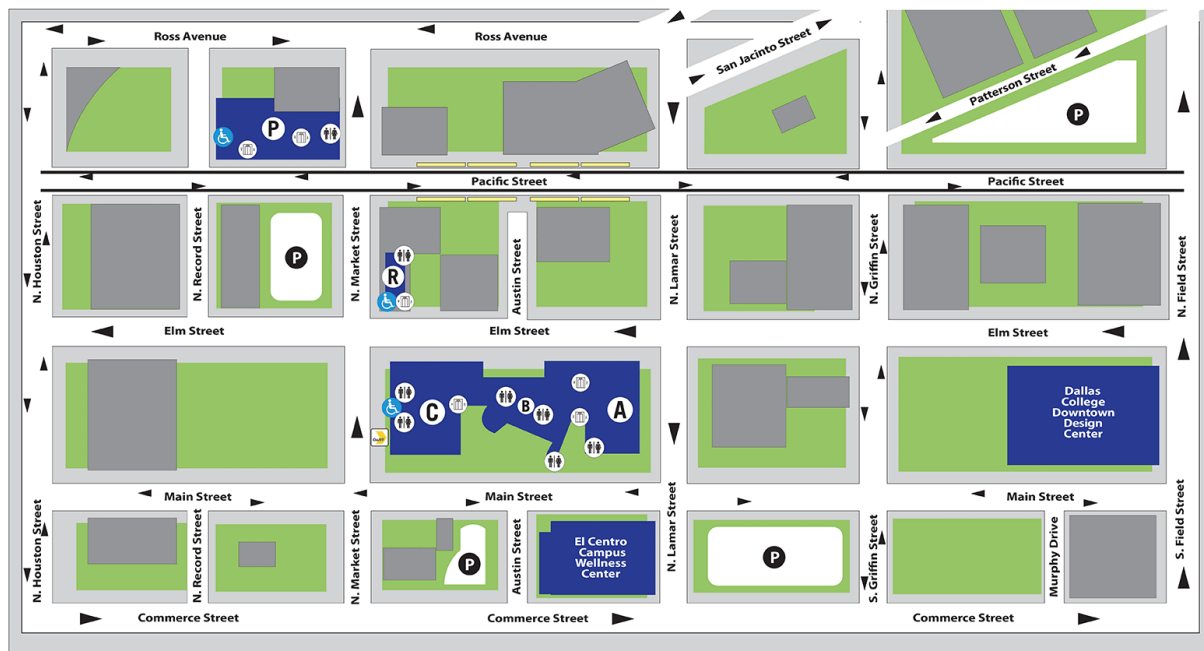 Ross Avenue
Ross Avenue
San Jacinto Street
Patterson Street
P
P
Pacific Street
Pacific Street
N. Houston Street
N. Record Street
P
N. Market Street
R
Austin Street
N. Lamar Street
N. Griffin Street
N. Field Street
Elm Street
Elm Street
Elm Street
C
B
A
Dallas
College
Downtown
Design
Center
Main Street
Main Street
Main Street
N. Houston Street
N. Record Street
N. Market Street
P
Austin Street
El Centro
Campus
Wellness
Center
N. Lamar Street
P
S. Griffin Street
Murphy Drive
S. Field Street
Commerce Street
Commerce Street
Commerce Street